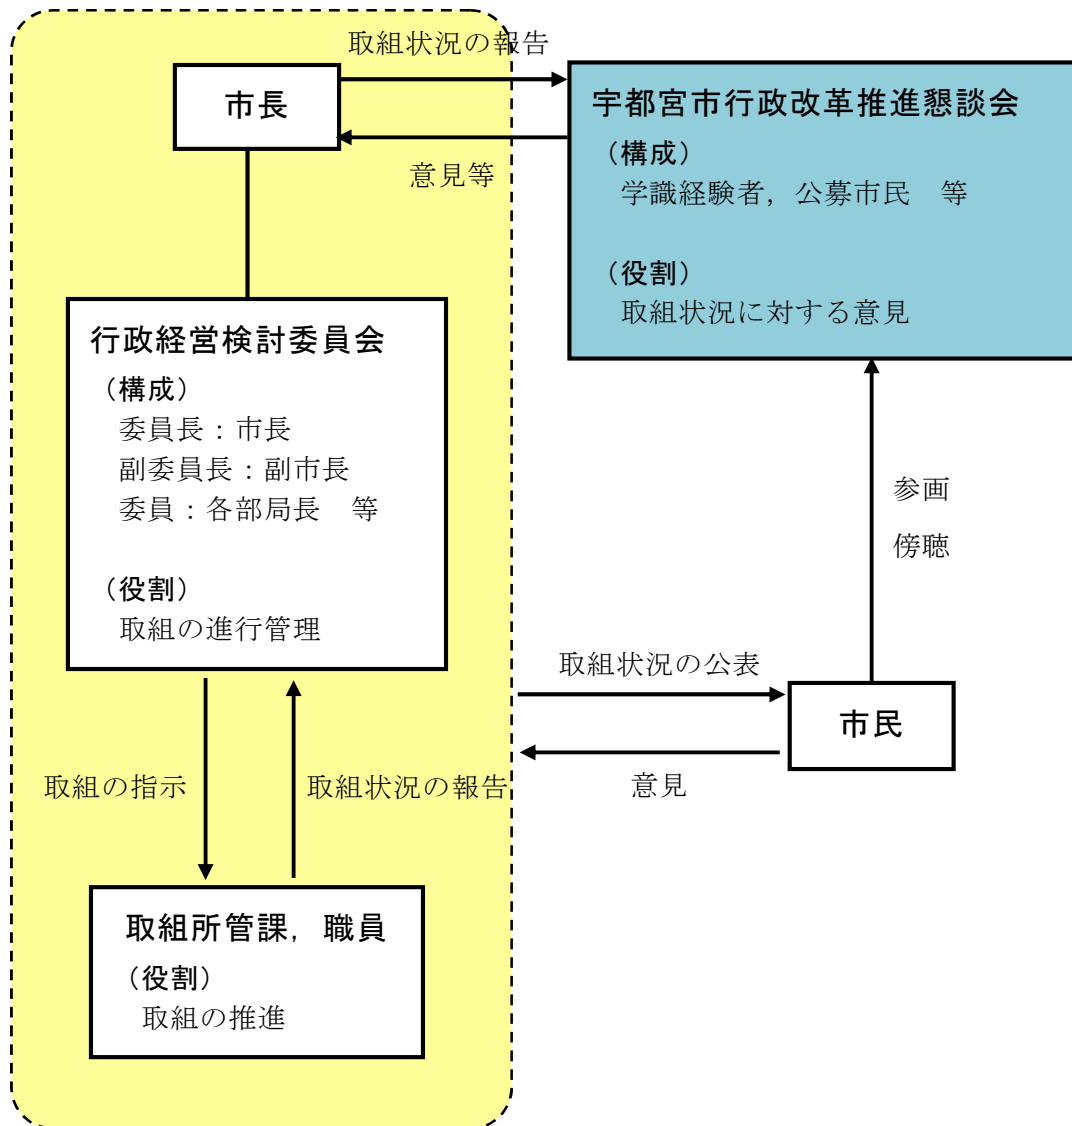 取組状況の報告
市長
意見等
宇都宮市行政改革推進懇談会
（構成）
学識経験者，公募市民　等
（役割）
取組状況に対する意見
行政経営検討委員会
（構成）
委員長：市長
副委員長：副市長
委員：各部局長　等
（役割）
取組の進行管理
参画
傍聴
取組状況の公表
市民
意見
取組の指示
取組状況の報告
取組所管課，職員
（役割）
取組の推進